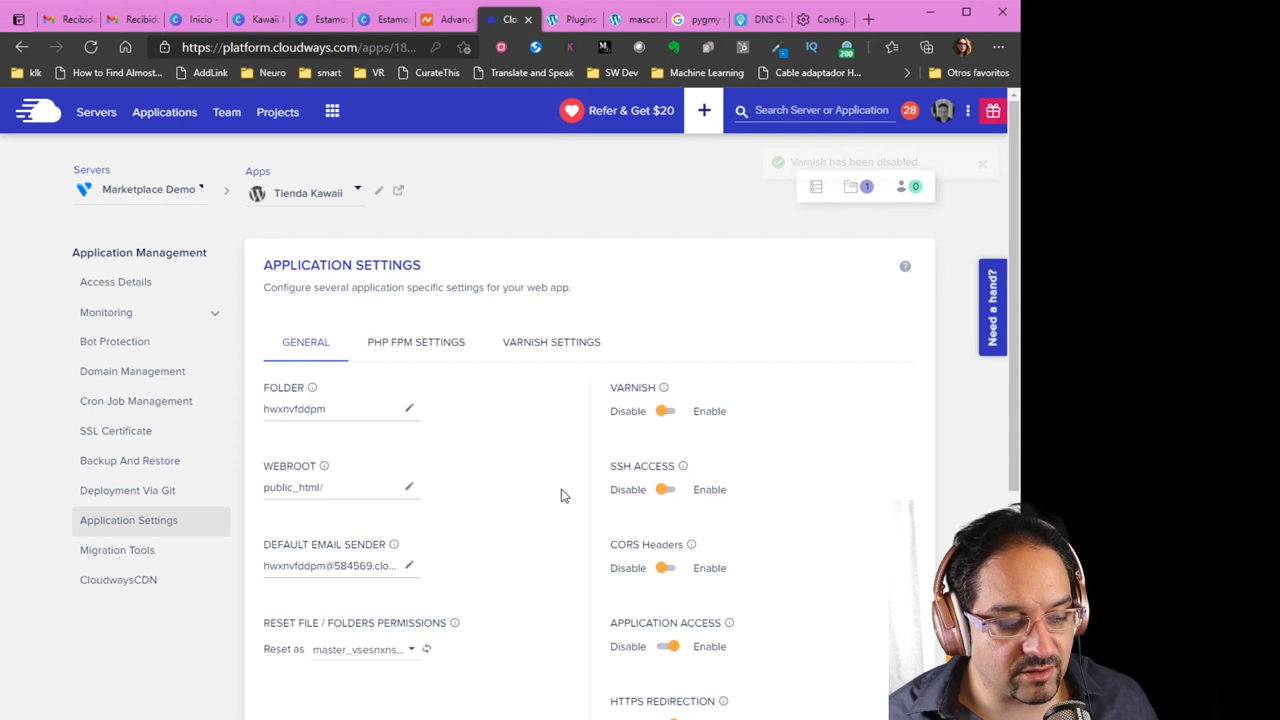 Recibid
Recibido
Inicio -
Kawaii M
Estamos
Estamos
Advance
Clo
Plugins
mascot
pygmy s
DNS Ch
Configu
https://platform.cloudways.com/apps/18...
200
klk
How to Find Almost...
AddLink
Neuro
smart
VR
CurateThis
Translate and Speak
SW Dev
Machine Learning
Cable adaptador H...
Otros favoritos
Servers
Applications
Team
Projects
Refer & Get $20
Search Server or Application
28
Servers
Marketplace Demo
Apps
Tienda Kawaii
Varnish has been disabled.
1
0
Application Management
Access Details
Monitoring
Bot Protection
Domain Management
Cron Job Management
SSL Certificate
Backup And Restore
Deployment Via Git
Application Settings
Migration Tools
CloudwaysCDN
APPLICATION SETTINGS
Configure several application specific settings for your web app.
GENERAL
PHP FPM SETTINGS
VARNISH SETTINGS
FOLDER
hwxnvfddpm
WEBROOT
public_html/
DEFAULT EMAIL SENDER
hwxnvfddpm@584569.clo...
RESET FILE / FOLDERS PERMISSIONS
Reset as master_vsesnxns...
VARNISH
Disable Enable
SSH ACCESS
Disable Enable
CORS Headers
Disable Enable
APPLICATION ACCESS
Disable Enable
HTTPS REDIRECTION
Need a hand?